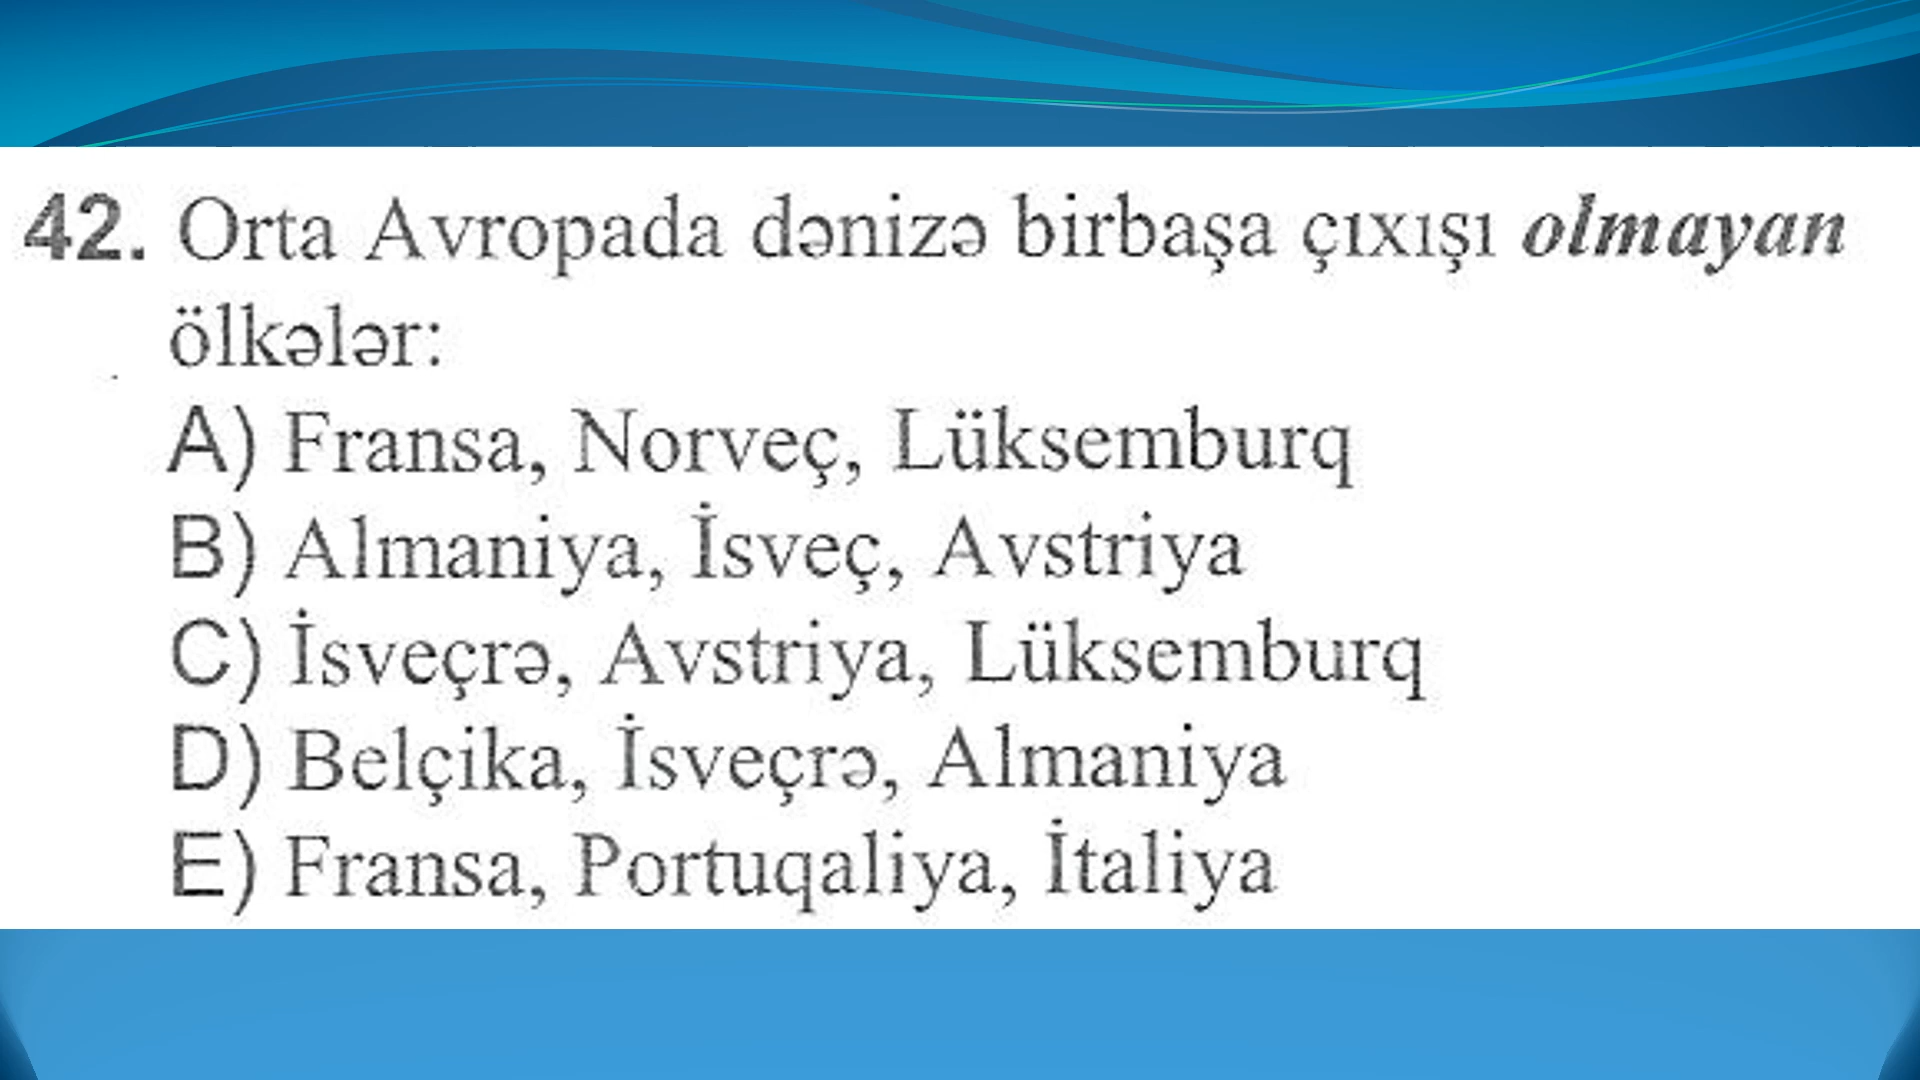 42. Orta Avropada dənizə birbaşa çıxışı olmayan
ölkələr:
A) Fransa, Norveç, Lüksemburq
B) Almaniya, İsveç, Avstriya
C) İsveçrə, Avstriya, Lüksemburq
D) Belçika, İsveçrə, Almaniya
E) Fransa, Portuqaliya, İtaliya